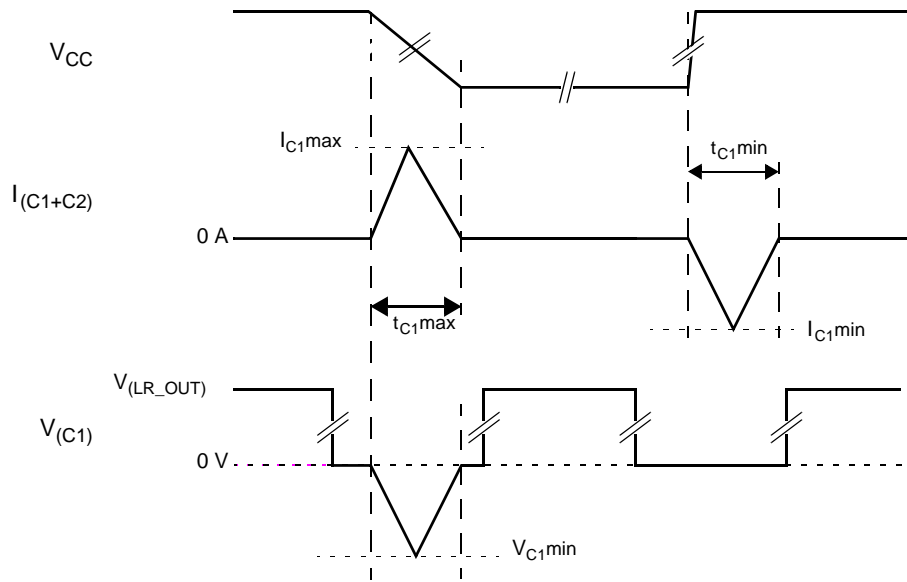 V_CC
I_C1max
t_C1min
I_(C1+C2)
0 A
t_C1max
I_C1min
V_(LR_OUT)
V_(C1)
0 V
V_C1min